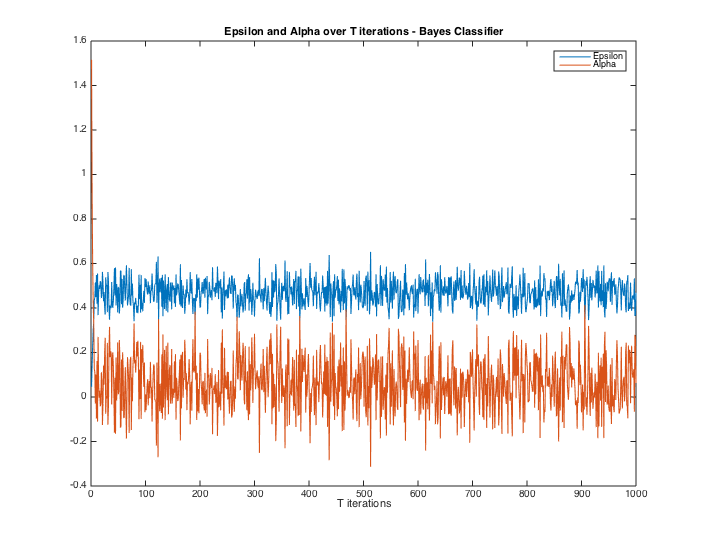 Epsilon and Alpha over T iterations - Bayes Classifier
Epsilon
Alpha
1.6
1.4
1.2
1
0.8
0.6
0.4
0.2
0
-0.2
-0.4
0 100 200 300 400 500 600 700 800 900 1000
T iterations